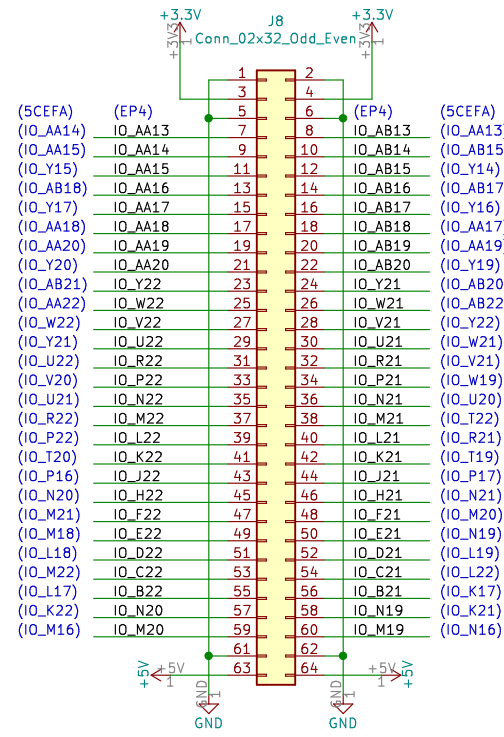 +3.3V J8 +3.3V
+3V3 1 Conn_02x32_Odd_Even +3V3 1
1 2
3 4
(5CEFA) (EP4) 5 6 (EP4) (5CEFA)
(IO_AA14) IO_AA13 7 8 IO_AB13 (IO_AA13
(IO_AA15) IO_AA14 9 10 IO_AB14 (IO_AB15
(IO_Y15) IO_AA15 11 12 IO_AB15 (IO_Y14)
(IO_AB18) IO_AA16 13 14 IO_AB16 (IO_AB17
(IO_Y17) IO_AA17 15 16 IO_AB17 (IO_Y16)
(IO_AA18) IO_AA18 17 18 IO_AB18 (IO_AA17
(IO_AA20) IO_AA19 19 20 IO_AB19 (IO_AA19
(IO_Y20) IO_AA20 21 22 IO_AB20 (IO_Y19)
(IO_AB21) IO_Y22 23 24 IO_Y21 (IO_AB20
(IO_AA22) IO_W22 25 26 IO_W21 (IO_AB22
(IO_W22) IO_V22 27 28 IO_V21 (IO_Y22)
(IO_Y21) IO_U22 29 30 IO_U21 (IO_W21)
(IO_U22) IO_R22 31 32 IO_R21 (IO_V21)
(IO_V20) IO_P22 33 34 IO_P21 (IO_W19)
(IO_U21) IO_N22 35 36 IO_N21 (IO_U20)
(IO_R22) IO_M22 37 38 IO_M21 (IO_T22)
(IO_P22) IO_L22 39 40 IO_L21 (IO_R21)
(IO_T20) IO_K22 41 42 IO_K21 (IO_T19)
(IO_P16) IO_J22 43 44 IO_J21 (IO_P17)
(IO_N20) IO_H22 45 46 IO_H21 (IO_N21)
(IO_M21) IO_F22 47 48 IO_F21 (IO_M20)
(IO_M18) IO_E22 49 50 IO_E21 (IO_N19)
(IO_L18) IO_D22 51 52 IO_D21 (IO_L19)
(IO_M22) IO_C22 53 54 IO_C21 (IO_L22)
(IO_L17) IO_B22 55 56 IO_B21 (IO_K17)
(IO_K22) IO_N20 57 58 IO_N19 (IO_K21)
(IO_M16) IO_M20 59 60 IO_M19 (IO_N16)
61 62
+5V +5V 1 63 64 +5V 1 +5V
GND 1 GND 1
GND GND